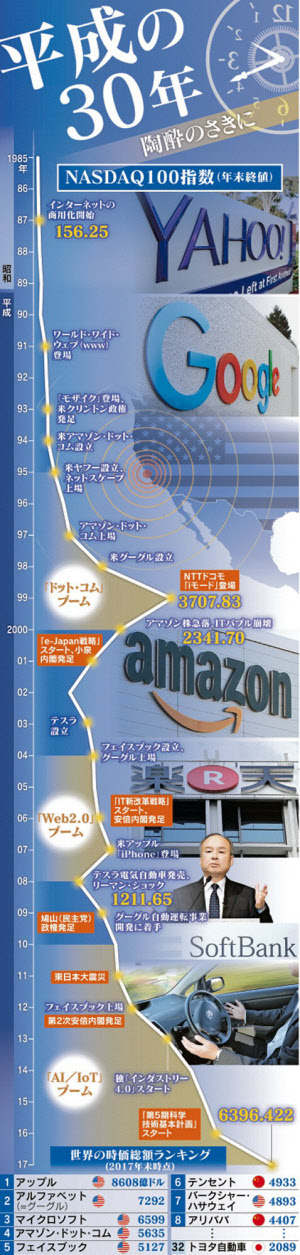 平成の
30年
陶酔のさきに
12
3
6
1985年
NASDAQ100指数(年末終値)
86
インターネットの
商用化開始
156.25
87
YAHOO!
Left at First Avenue
88
昭和
89
平成
90
Google
ワールド・ワイド・
ウェブ(www)
登場
91
92
「モザイク」登場、
米クリントン政権
発足
93
米アマゾン・ドット・
コム設立
94
米ヤフー設立、
ネットスケープ
上場
95
96
アマゾン・ドット・
コム上場
97
米グーグル設立
98
「ドット・コム」
ブーム
NTTドコモ
「iモード」登場
3707.83
99
アマゾン株急落、ITバブル崩壊
2341.70
2000
「e-Japan戦略」
スタート、小泉
内閣発足
01
amazon
02
テスラ
設立
03
フェイスブック設立、
グーグル上場
04
楽R天
05
「Web2.0」
ブーム
「IT新改革戦略」
スタート、
安倍内閣発足
06
米アップル
「iPhone」登場
07
テスラ電気自動車発売、
リーマン・ショック
1211.65
08
鳩山(民主党)
政権発足
グーグル自動運転事業
開発に着手
09
SoftBank
10
東日本大震災
11
フェイスブック上場
第2次安倍内閣発足
12
13
「AI/IoT」
ブーム
独「インダストリー
4.0」スタート
14
15
「第5期科学
技術基本計画」
スタート
6396.422
16
17
世界の時価総額ランキング
(2017年末時点)
1 アップル 8608億ドル
2 アルファベット(=グーグル) 7292
3 マイクロソフト 6599
4 アマゾン・ドット・コム 5635
5 フェイスブック 5127
6 テンセント 4933
7 バークシャー・ハサウェイ 4893
8 アリババ 4407
⋮ ⋮ ⋮
32 トヨタ自動車 2089